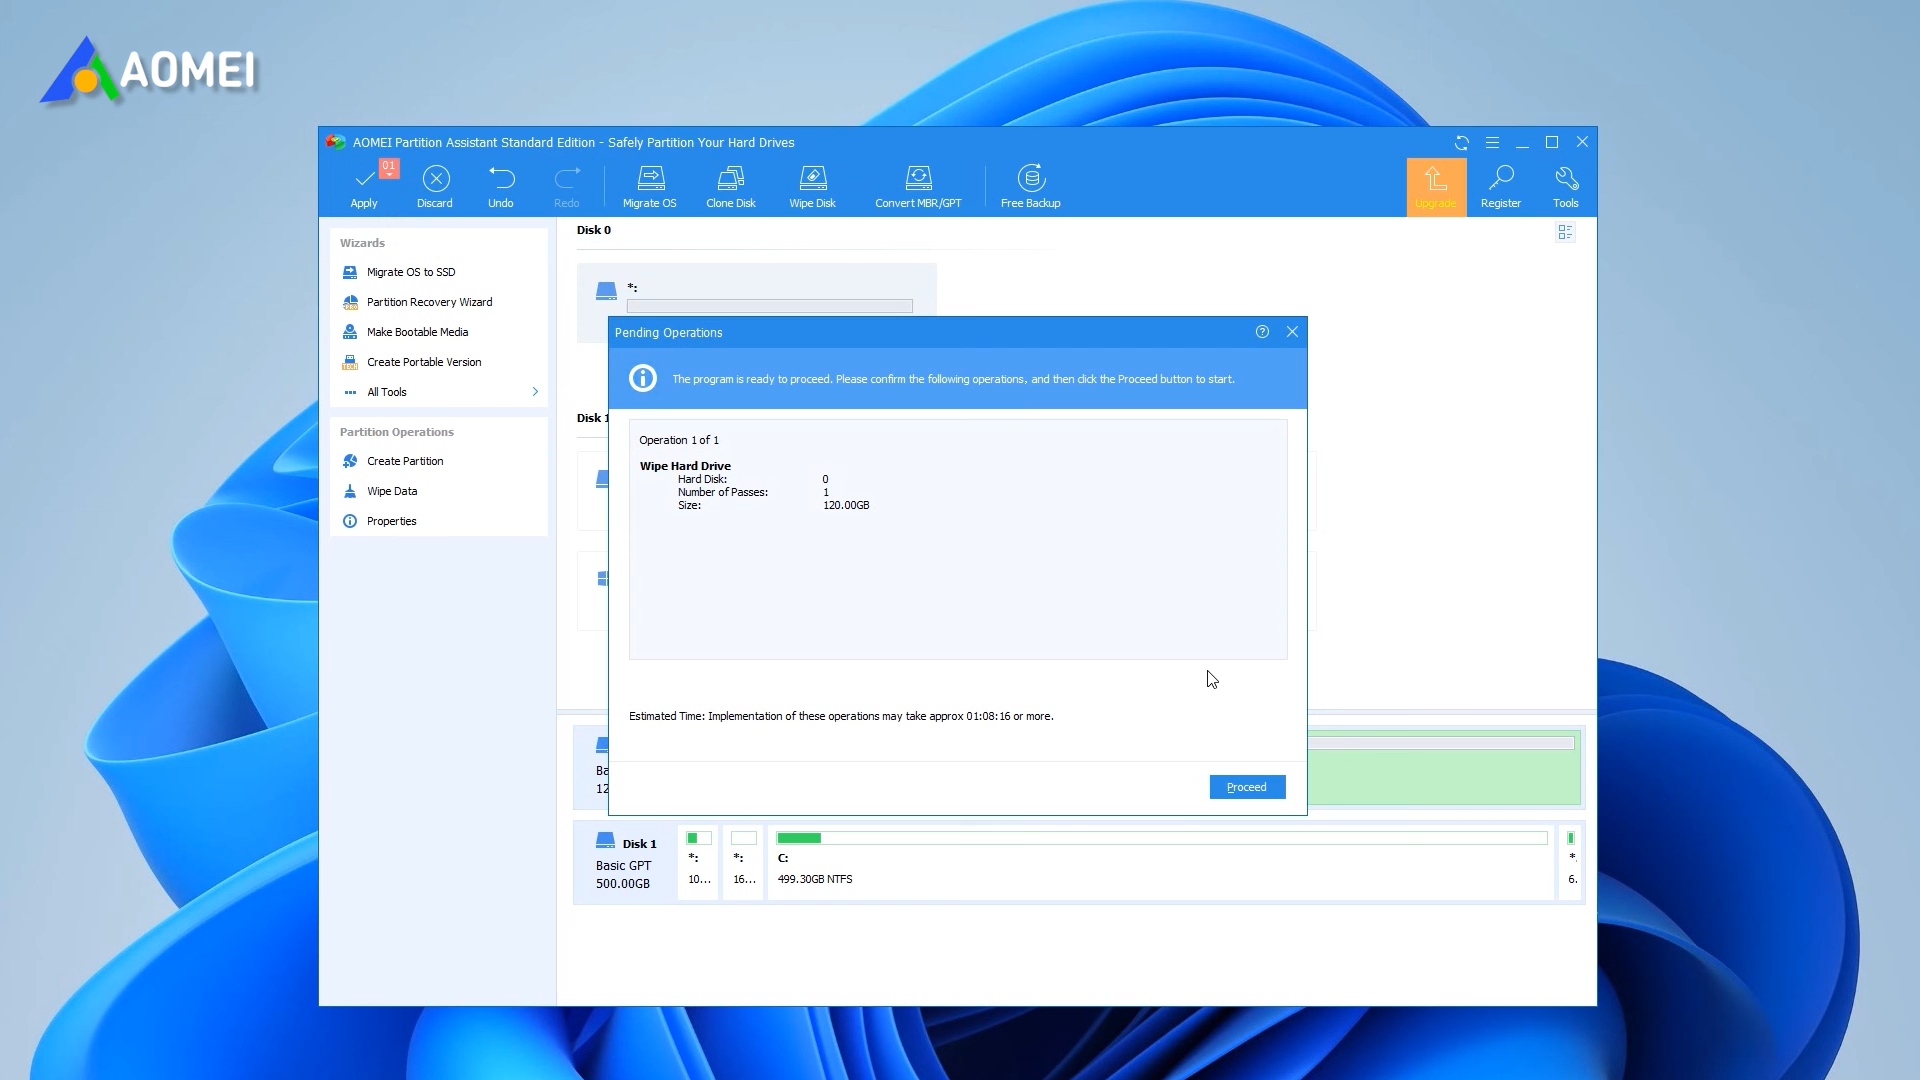 AOMEI
AOMEI Partition Assistant Standard Edition - Safely Partition Your Hard Drives
01
Apply
Discard
Undo
Redo
Migrate OS
Clone Disk
Wipe Disk
Convert MBR/GPT
Free Backup
Upgrade
Register
Tools
Wizards
Migrate OS to SSD
Partition Recovery Wizard
Make Bootable Media
Create Portable Version
All Tools
Partition Operations
Create Partition
Wipe Data
Properties
Disk 0
*:
Disk 1
Pending Operations
The program is ready to proceed. Please confirm the following operations, and then click the Proceed button to start.
Operation 1 of 1
Wipe Hard Drive
Hard Disk: 0
Number of Passes: 1
Size: 120.00GB
Estimated Time: Implementation of these operations may take approx 01:08:16 or more.
Proceed
Ba
12
Disk 1
Basic GPT
500.00GB
*:
10...
*:
16...
C:
499.30GB NTFS
*
6.